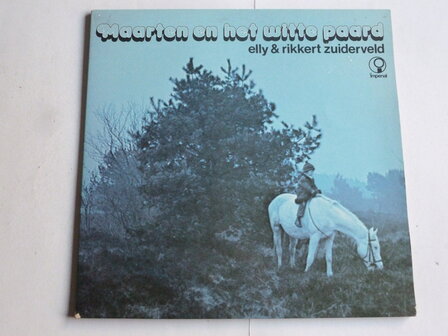 Maarten en het witte paard
elly & rikkert zuiderveld
Imperial